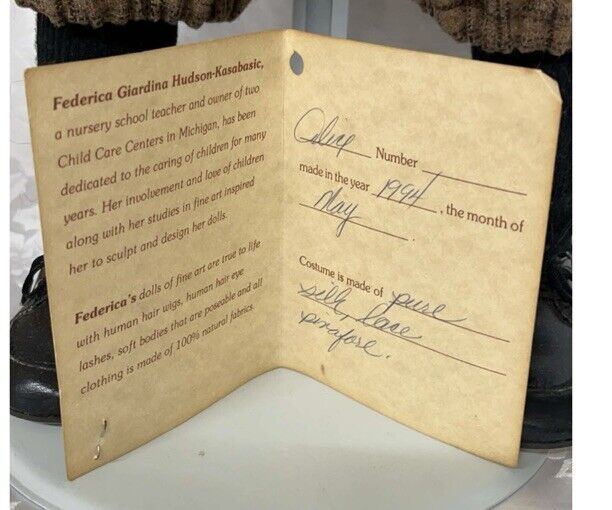 Federica Giardina Hudson-Kasabasic,
a nursery school teacher and owner of two
Child Care Centers in Michigan, has been
dedicated to the caring of children for many
years. Her involvement and love of children
along with her studies in fine art inspired
her to sculpt and design her dolls.
Federica's dolls of fine art are true to life
with human hair wigs, human hair eye
lashes, soft bodies that are poseable and all
clothing is made of 100% natural fabrics.
Alice Number
made in the year 1994, the month of
May.
Costume is made of pure
silk, lace
pinafore.